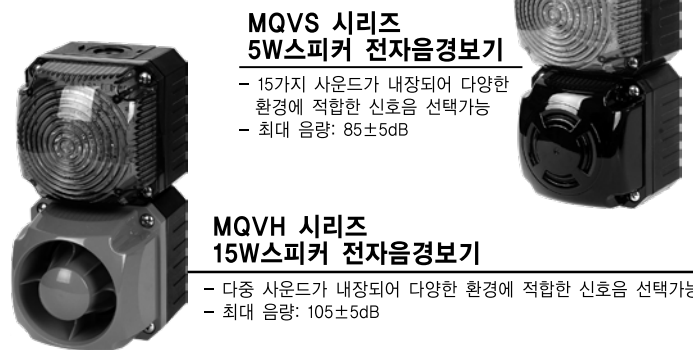 MQVS 시리즈
5W스피커 전자음경보기
- 15가지 사운드가 내장되어 다양한
환경에 적합한 신호음 선택가능
- 최대 음량: 85±5dB
MQVH 시리즈
15W스피커 전자음경보기
- 다중 사운드가 내장되어 다양한 환경에 적합한 신호음 선택가능
- 최대 음량: 105±5dB